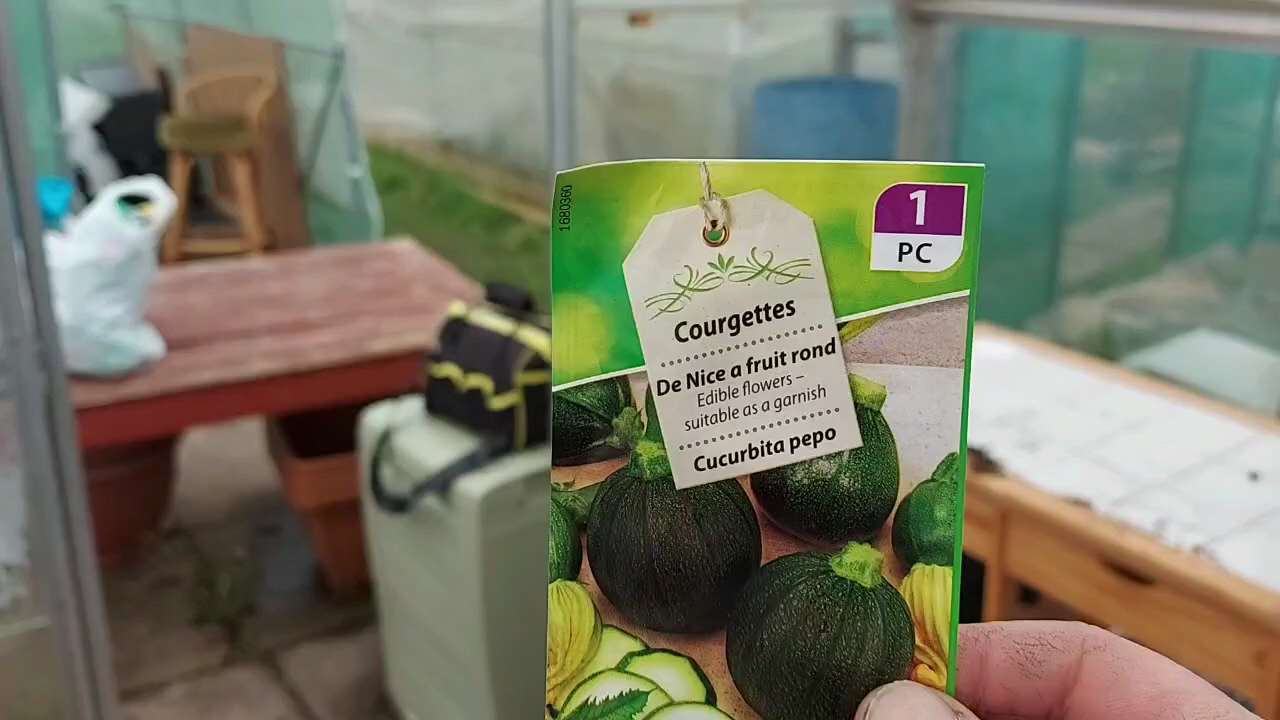 1680360
1
PC
Courgettes
De Nice a fruit rond
Edible flowers –
suitable as a garnish
Cucurbita pepo